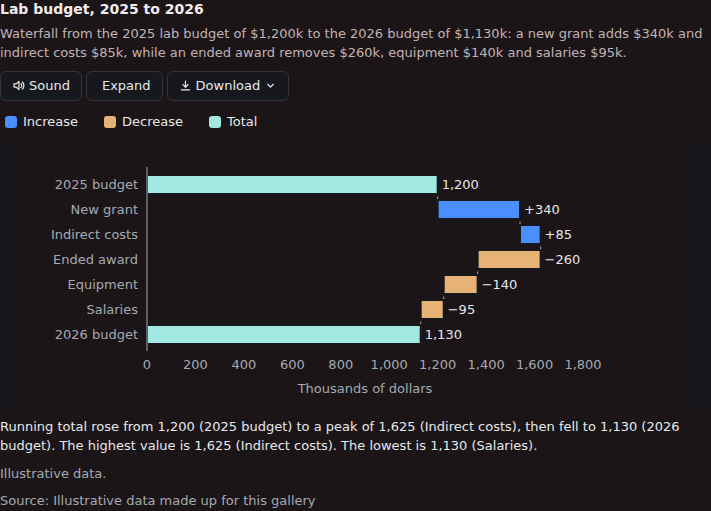 Lab budget, 2025 to 2026
Waterfall from the 2025 lab budget of $1,200k to the 2026 budget of $1,130k: a new grant adds $340k and
indirect costs $85k, while an ended award removes $260k, equipment $140k and salaries $95k.
Sound Expand Download
Increase Decrease Total
2025 budget 1,200
New grant +340
Indirect costs +85
Ended award −260
Equipment −140
Salaries −95
2026 budget 1,130
0 200 400 600 800 1,000 1,200 1,400 1,600 1,800
Thousands of dollars
Running total rose from 1,200 (2025 budget) to a peak of 1,625 (Indirect costs), then fell to 1,130 (2026
budget). The highest value is 1,625 (Indirect costs). The lowest is 1,130 (Salaries).
Illustrative data.
Source: Illustrative data made up for this gallery